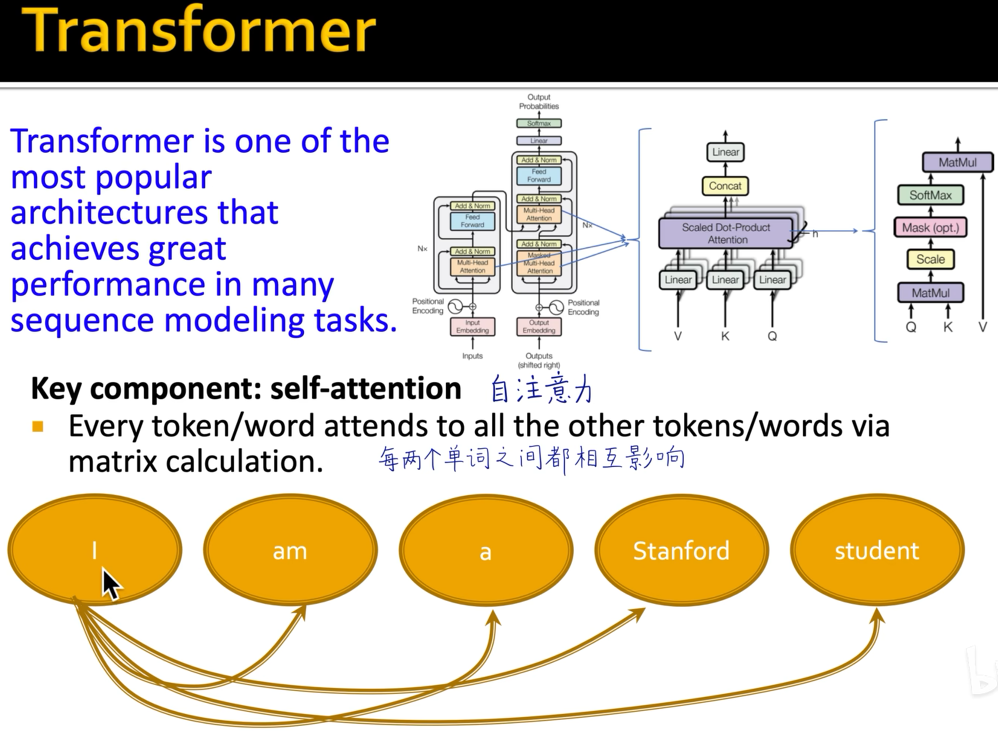 Transformer
Transformer is one of the
most popular
architectures that
achieves great
performance in many
sequence modeling tasks.
Output
Probabilities
Softmax
Linear
Add & Norm
Feed
Forward
Add & Norm
Multi-Head
Attention
Add & Norm
Masked
Multi-Head
Attention
Nx
Positional
Encoding
Output
Embedding
Outputs
(shifted right)
Add & Norm
Feed
Forward
Add & Norm
Multi-Head
Attention
Nx
Positional
Encoding
Input
Embedding
Inputs
Linear
Concat
Scaled Dot-Product
Attention
h
Linear Linear Linear
V K Q
MatMul
SoftMax
Mask (opt.)
Scale
MatMul
Q K V
Key component: self-attention 自注意力
■ Every token/word attends to all the other tokens/words via
matrix calculation. 每两个单词之间都相互影响
I am a Stanford student